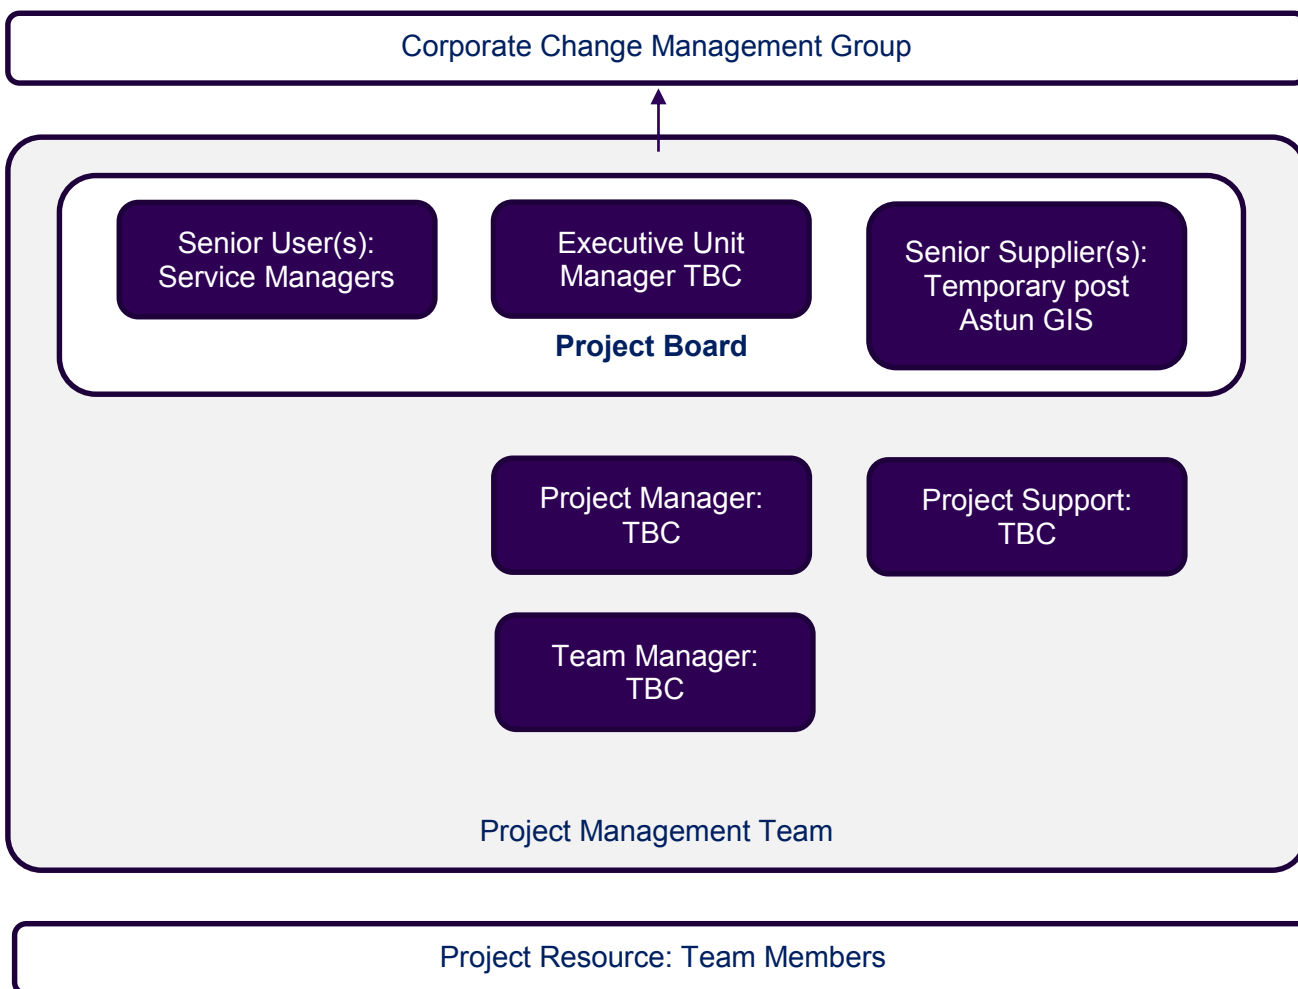 Corporate Change Management Group
Senior User(s):
Service Managers
Executive Unit
Manager TBC
Senior Supplier(s):
Temporary post
Astun GIS
Project Board
Project Manager:
TBC
Project Support:
TBC
Team Manager:
TBC
Project Management Team
Project Resource: Team Members